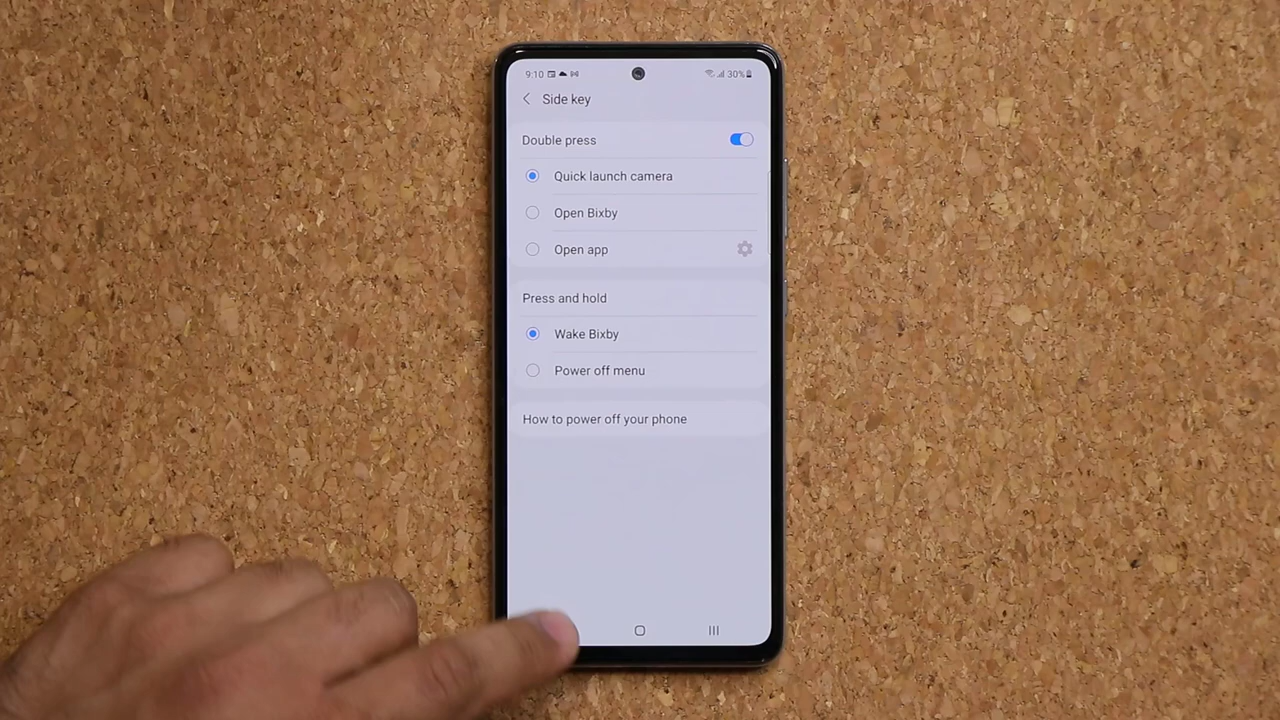 9:10 30%
Side key
Double press
Quick launch camera
Open Bixby
Open app
Press and hold
Wake Bixby
Power off menu
How to power off your phone